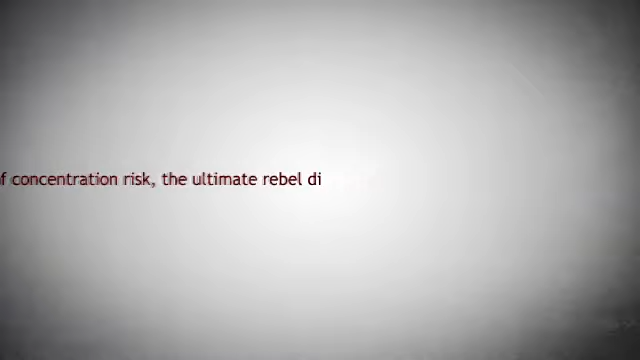 f concentration risk, the ultimate rebel di